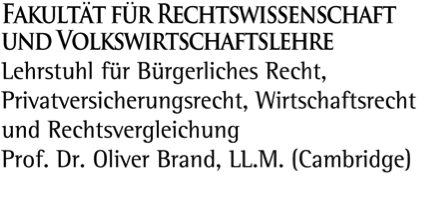 FAKULTÄT FÜR RECHTSWISSENSCHAFT
UND VOLKSWIRTSCHAFTSLEHRE
Lehrstuhl für Bürgerliches Recht,
Privatversicherungsrecht, Wirtschaftsrecht
und Rechtsvergleichung
Prof. Dr. Oliver Brand, LL.M. (Cambridge)